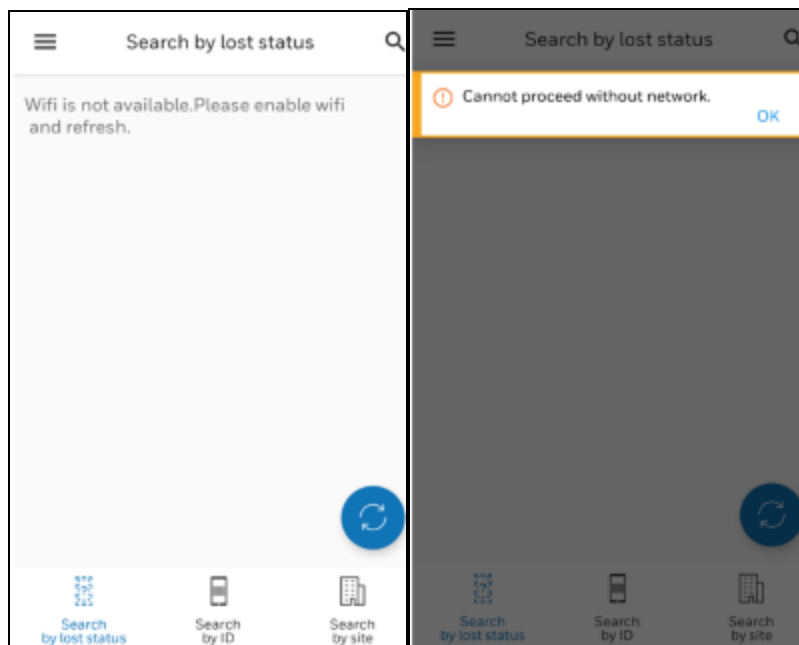 Search by lost status
Wifi is not available.Please enable wifi
and refresh.
Search
by lost status
Search
by ID
Search
by site
Search by lost status
Cannot proceed without network.
OK
Search
by lost status
Search
by ID
Search
by site